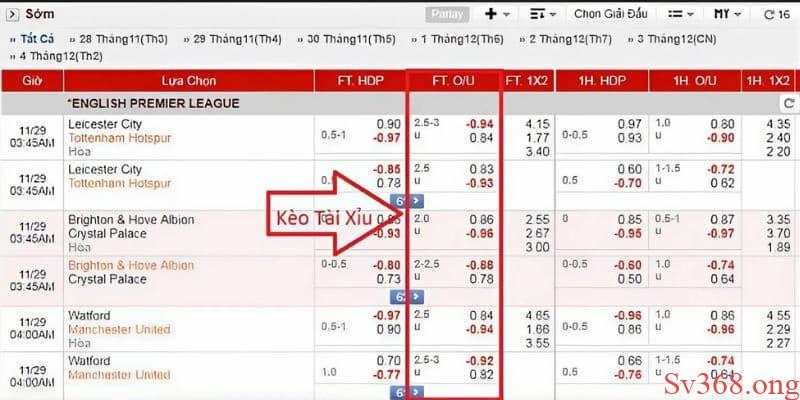 Sớm Parlay Chọn Giải Đấu MY 16
» Tất Cả » 28 Tháng11(Th3) » 29 Tháng11(Th4) » 30 Tháng11(Th5) » 1 Tháng12(Th6) » 2 Tháng12(Th7) » 3 Tháng12(CN)
» 4 Tháng12(Th2)
Giờ Lựa Chọn FT. HDP FT. O/U FT. 1X2 1H. HDP 1H. O/U 1H. 1X2
*ENGLISH PREMIER LEAGUE
11/29 Leicester City 0.90 2.5-3 -0.94 4.15 0.97 1.0 0.80 4.35
03:45AM Tottenham Hotspur 0.5-1 -0.97 u 0.84 1.77 0-0.5 0.93 u -0.90 2.40
Hòa 3.40 2.20
11/29 Leicester City -0.85 2.5 0.83 0.60 1-1.5 -0.72
03:45AM Tottenham Hotspur 0.78 u -0.93 0.5 -0.70 u 0.62
Kèo Tài Xỉu
11/29 Brighton & Hove Albion 2.0 0.86 2.55 0 0.85 0.5-1 0.87 3.35
03:45AM Crystal Palace -0.93 u -0.96 2.67 -0.95 u -0.97 3.70
Hòa 3.00 1.89
11/29 Brighton & Hove Albion 0-0.5 -0.80 2-2.5 -0.88 0-0.5 -0.60 1.0 -0.74
03:45AM Crystal Palace 0.73 u 0.78 0.50 u 0.64
11/29 Watford -0.97 2.5 0.84 4.65 -0.96 1.0 0.86 4.55
04:00AM Manchester United 0.5-1 0.90 u -0.94 1.66 0-0.5 0.86 u -0.96 2.29
Hòa 3.55 2.27
11/29 Watford 0.70 2.5-3 -0.92 0.66 1-1.5 -0.74
04:00AM Manchester United 1.0 -0.77 u 0.82 0.5 -0.76 u
Sv368.ong